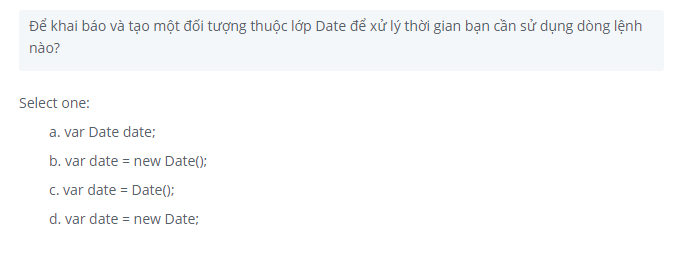 Để khai báo và tạo một đối tượng thuộc lớp Date để xử lý thời gian bạn cần sử dụng dòng lệnh
nào?
Select one:
a. var Date date;
b. var date = new Date();
c. var date = Date();
d. var date = new Date;